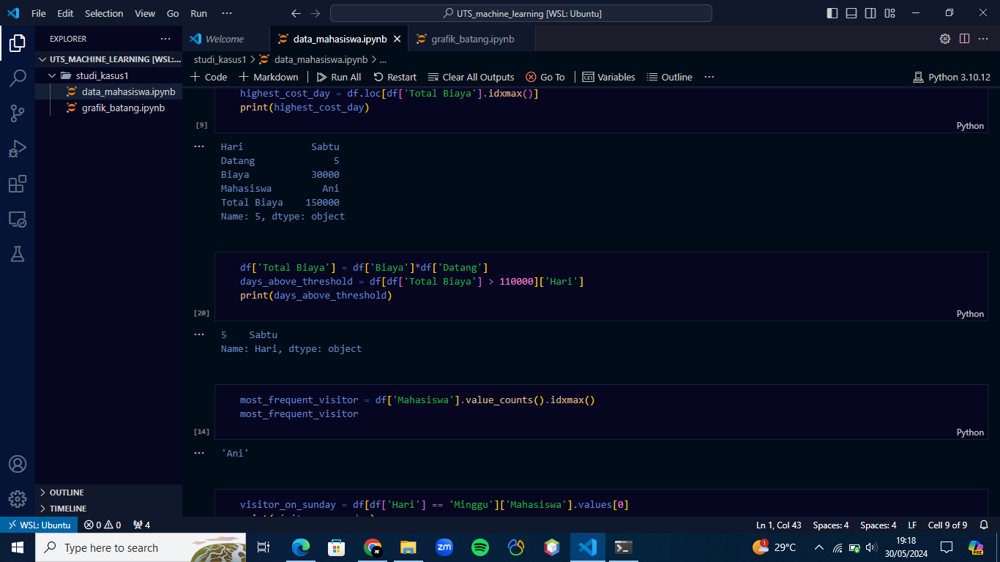 File Edit Selection View Go Run ···
UTS_machine_learning [WSL: Ubuntu]
EXPLORER
UTS_MACHINE_LEARNING [WSL:...
studi_kasus1
data_mahasiswa.ipynb
grafik_batang.ipynb
OUTLINE
TIMELINE
Welcome data_mahasiswa.ipynb grafik_batang.ipynb
studi_kasus1 > data_mahasiswa.ipynb > ...
+ Code + Markdown Run All Restart Clear All Outputs Go To Variables Outline ··· Python 3.10.12
highest_cost_day = df.loc[df['Total Biaya'].idxmax()]
print(highest_cost_day)
[9] Python
Hari Sabtu
Datang 5
Biaya 30000
Mahasiswa Ani
Total Biaya 150000
Name: 5, dtype: object
df['Total Biaya'] = df['Biaya']*df['Datang']
days_above_threshold = df[df['Total Biaya'] > 110000]['Hari']
print(days_above_threshold)
[20] Python
5 Sabtu
Name: Hari, dtype: object
most_frequent_visitor = df['Mahasiswa'].value_counts().idxmax()
most_frequent_visitor
[14] Python
'Ani'
visitor_on_sunday = df[df['Hari'] == 'Minggu']['Mahasiswa'].values[0]
WSL: Ubuntu 0 0 4 Ln 1, Col 43 Spaces: 4 Spaces: 4 LF Cell 9 of 9
Type here to search zm 29°C 1 PRE
19:18
30/05/2024